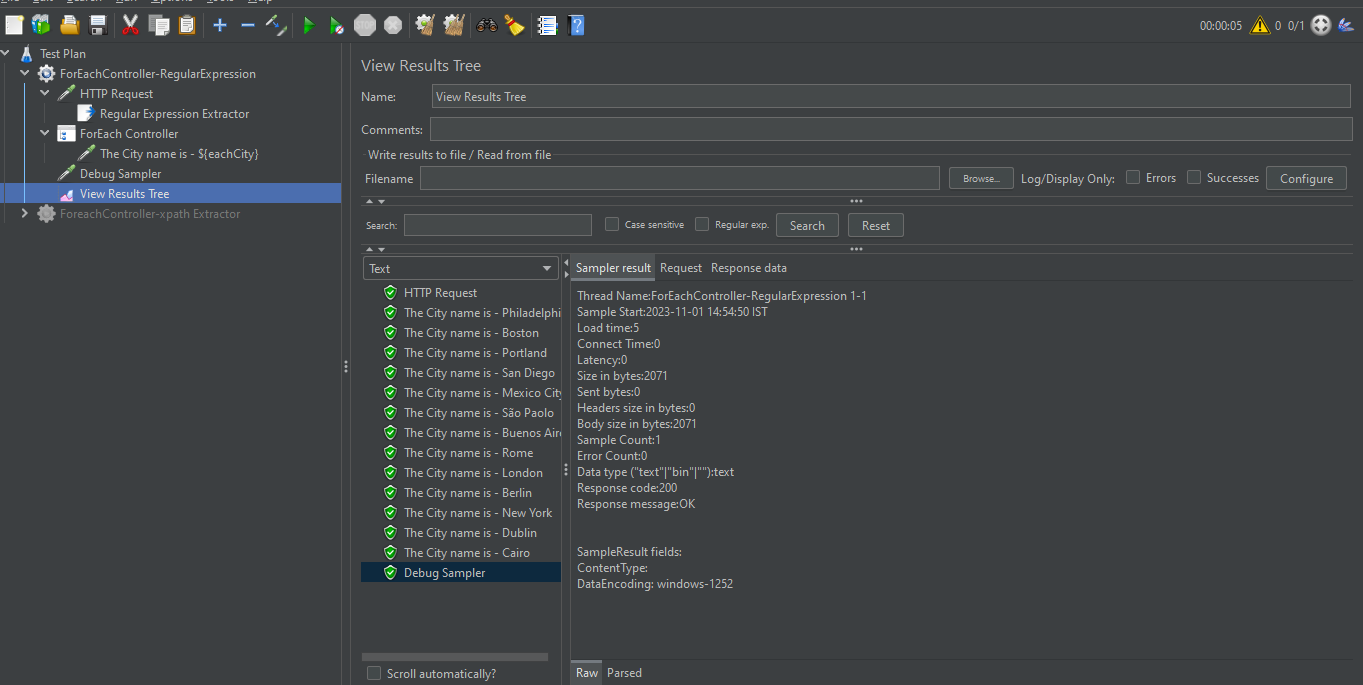 Edit Search Run Options Tools Help
00:00:05 0 0/1
Test Plan
ForEachController-RegularExpression
HTTP Request
Regular Expression Extractor
ForEach Controller
The City name is - ${eachCity}
Debug Sampler
View Results Tree
ForeachController-xpath Extractor
View Results Tree
Name: View Results Tree
Comments:
Write results to file / Read from file
Filename Browse... Log/Display Only: Errors Successes Configure
Search: Case sensitive Regular exp. Search Reset
Text
HTTP Request
The City name is - Philadelphi
The City name is - Boston
The City name is - Portland
The City name is - San Diego
The City name is - Mexico City
The City name is - São Paolo
The City name is - Buenos Air
The City name is - Rome
The City name is - London
The City name is - Berlin
The City name is - New York
The City name is - Dublin
The City name is - Cairo
Debug Sampler
Scroll automatically?
Sampler result Request Response data
Thread Name:ForEachController-RegularExpression 1-1
Sample Start:2023-11-01 14:54:50 IST
Load time:5
Connect Time:0
Latency:0
Size in bytes:2071
Sent bytes:0
Headers size in bytes:0
Body size in bytes:2071
Sample Count:1
Error Count:0
Data type ("text"|"bin"|""):text
Response code:200
Response message:OK
SampleResult fields:
ContentType:
DataEncoding: windows-1252
Raw Parsed